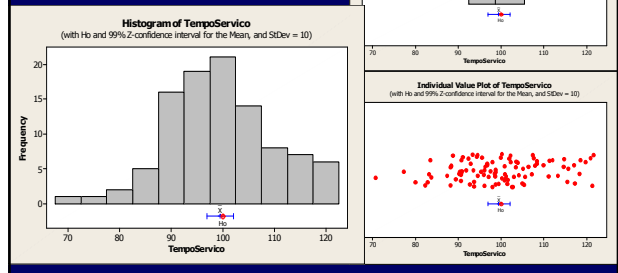 Histogram of TempoServico
(with Ho and 99% Z-confidence interval for the Mean, and StDev = 10)
Frequency
20
15
10
5
0
X
Ho
70 80 90 100 110 120
TempoServico
X
Ho
70 80 90 100 110 120
TempoServico
Individual Value Plot of TempoServico
(with Ho and 99% Z-confidence interval for the Mean, and StDev = 10)
X
Ho
70 80 90 100 110 120
TempoServico